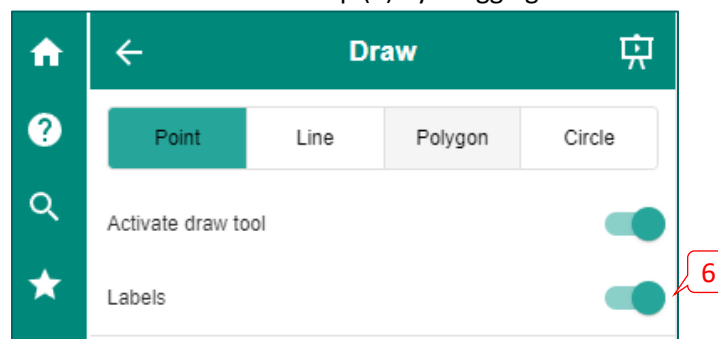 Draw
Point Line Polygon Circle
Activate draw tool
Labels
6